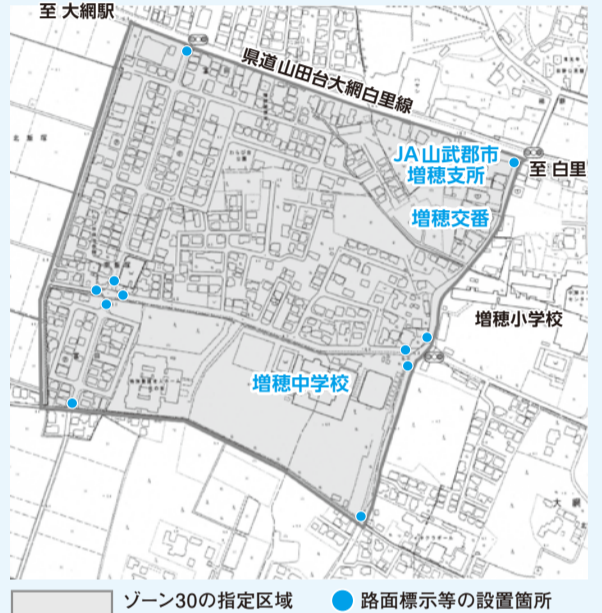 至 大網駅
県道山田台大網白里線
JA山武郡市
増穂支所
至 白里
増穂交番
増穂小学校
増穂中学校
ゾーン30の指定区域
路面標示等の設置箇所